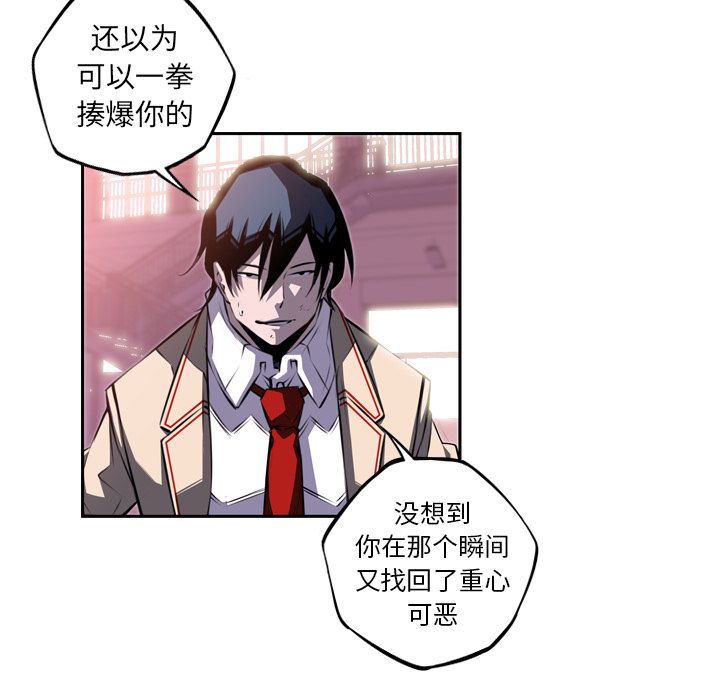 还以为
可以一拳
揍爆你的
没想到
你在那个瞬间
又找回了重心
可恶